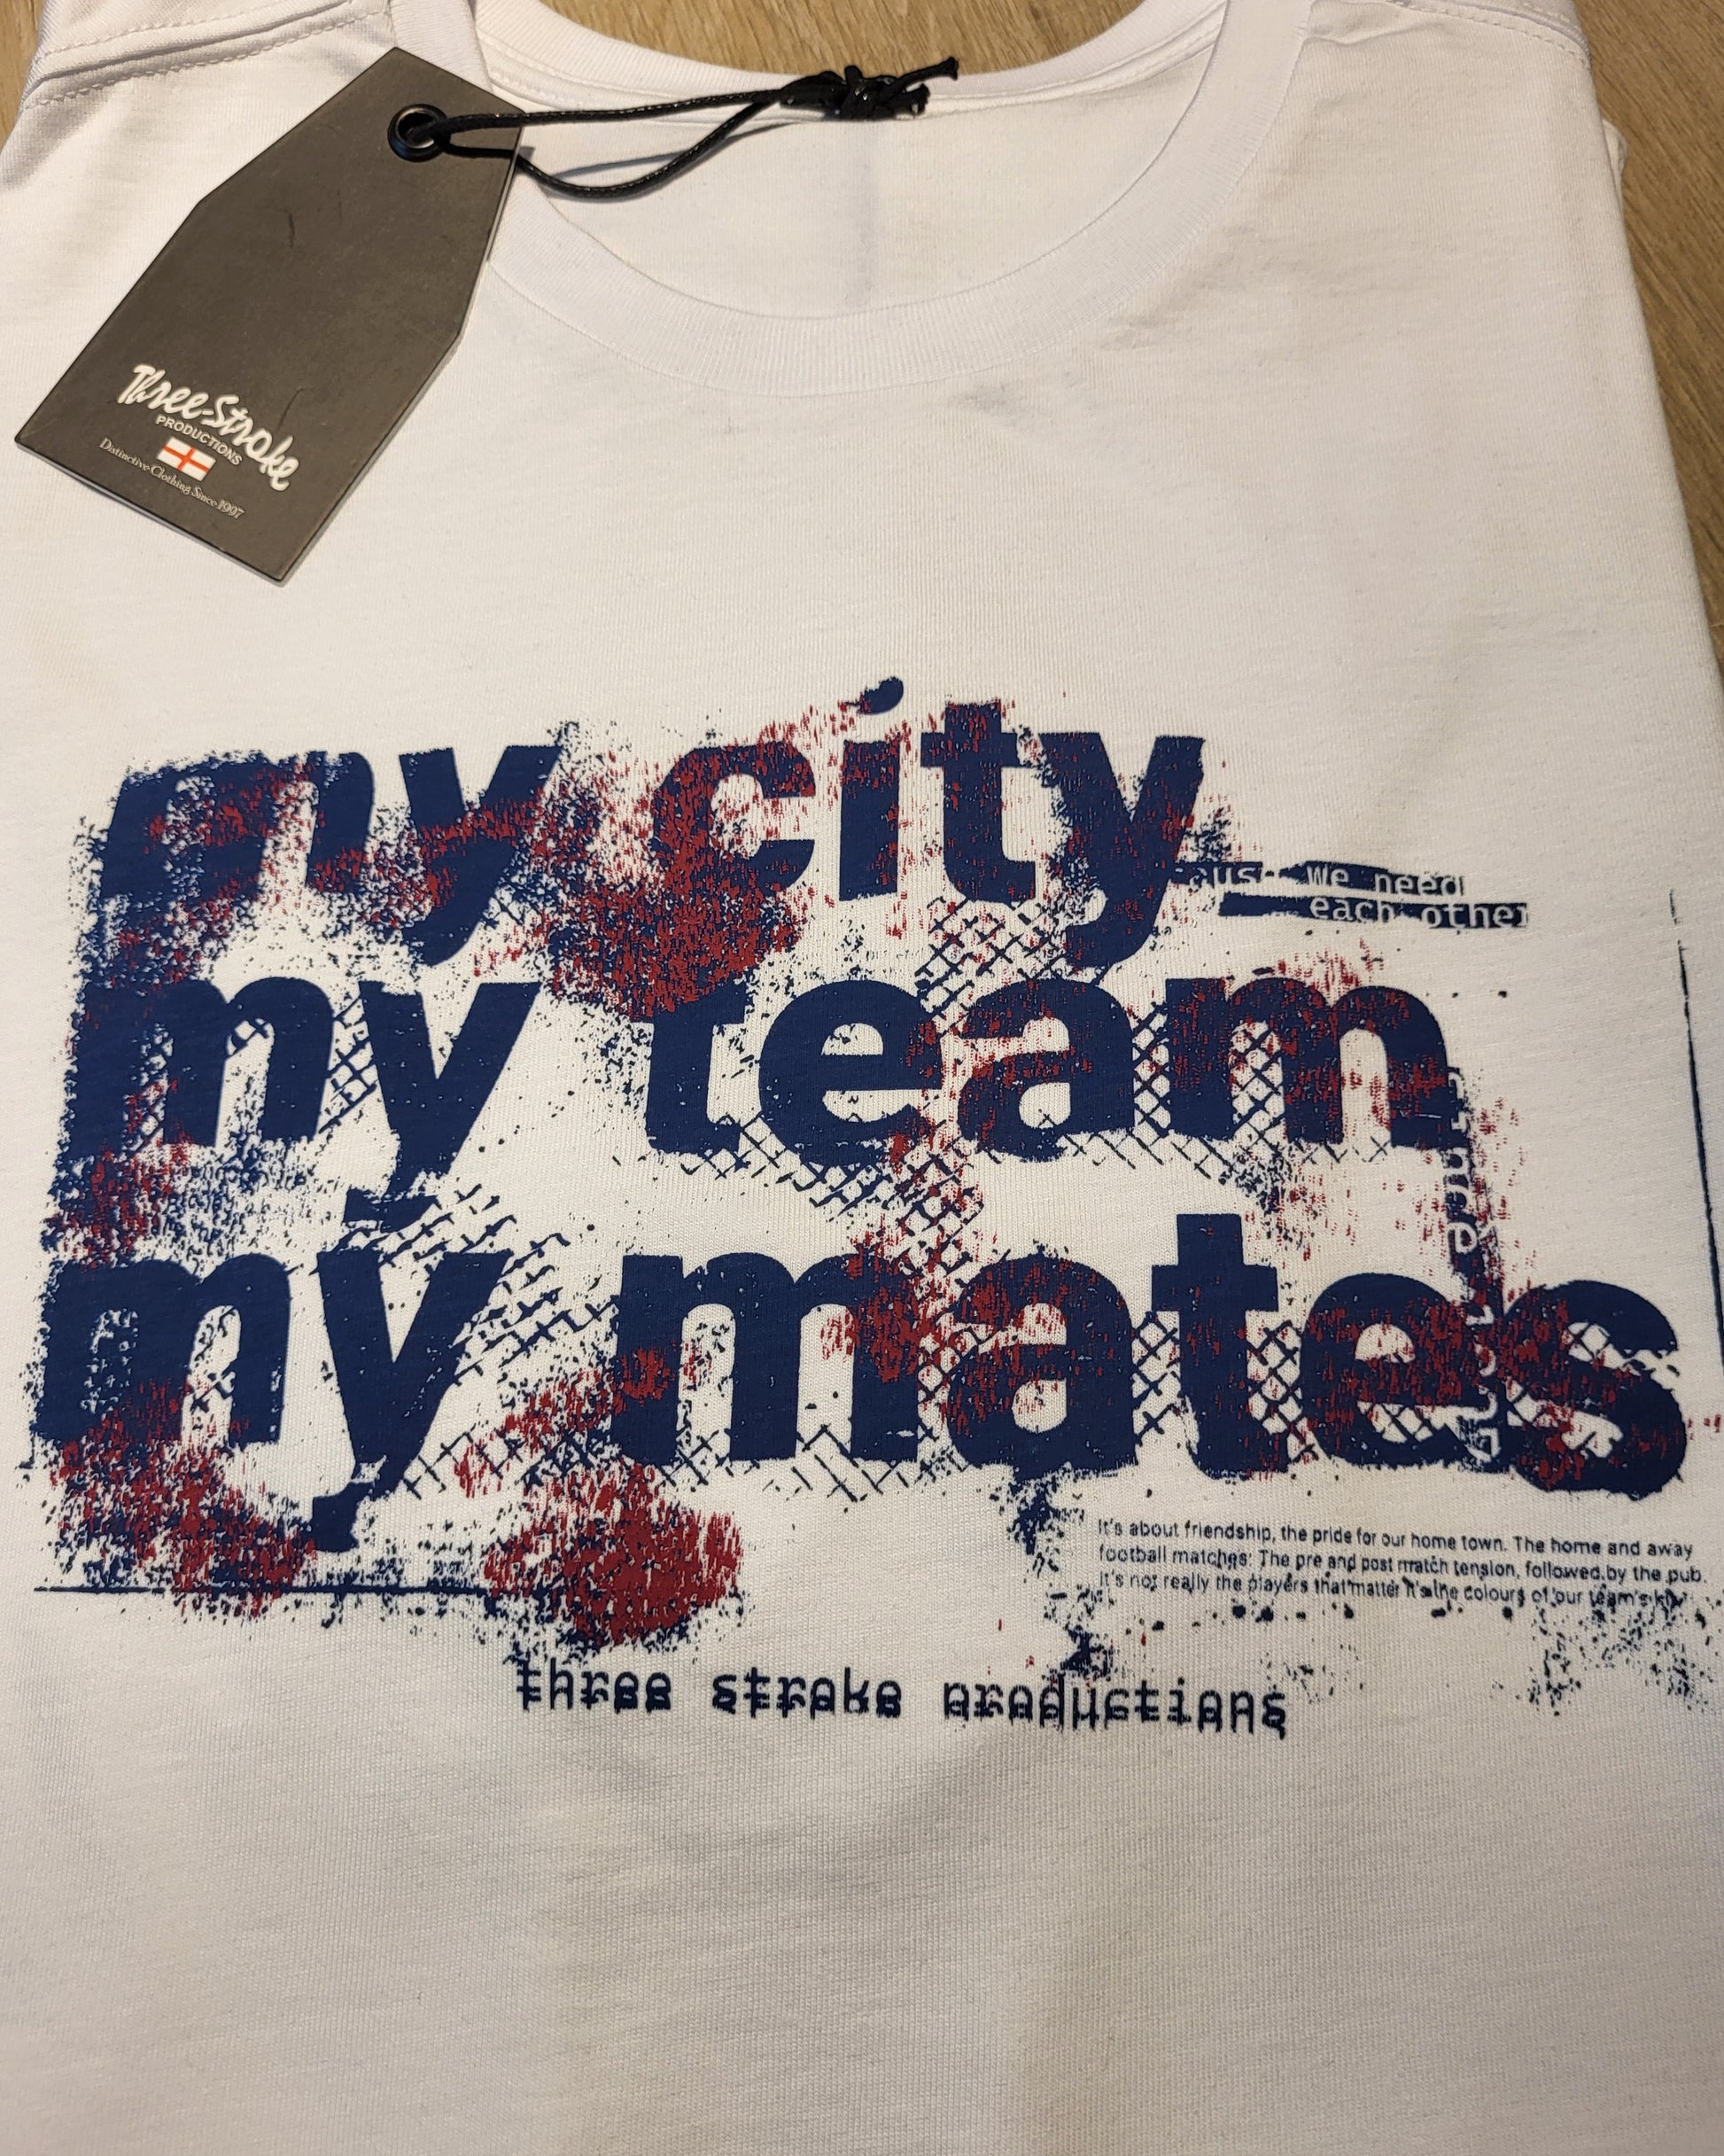 Three-Stroke
PRODUCTIONS
Distinctive Clothing Since 1997
my city
We need
each other
my team
my mates
It's about friendship, the pride for our home town. The home and away
football matches: The pre and post match tension, followed by the pub.
It's not really the players that matter it's the colours of our team's kit
three stroke productions